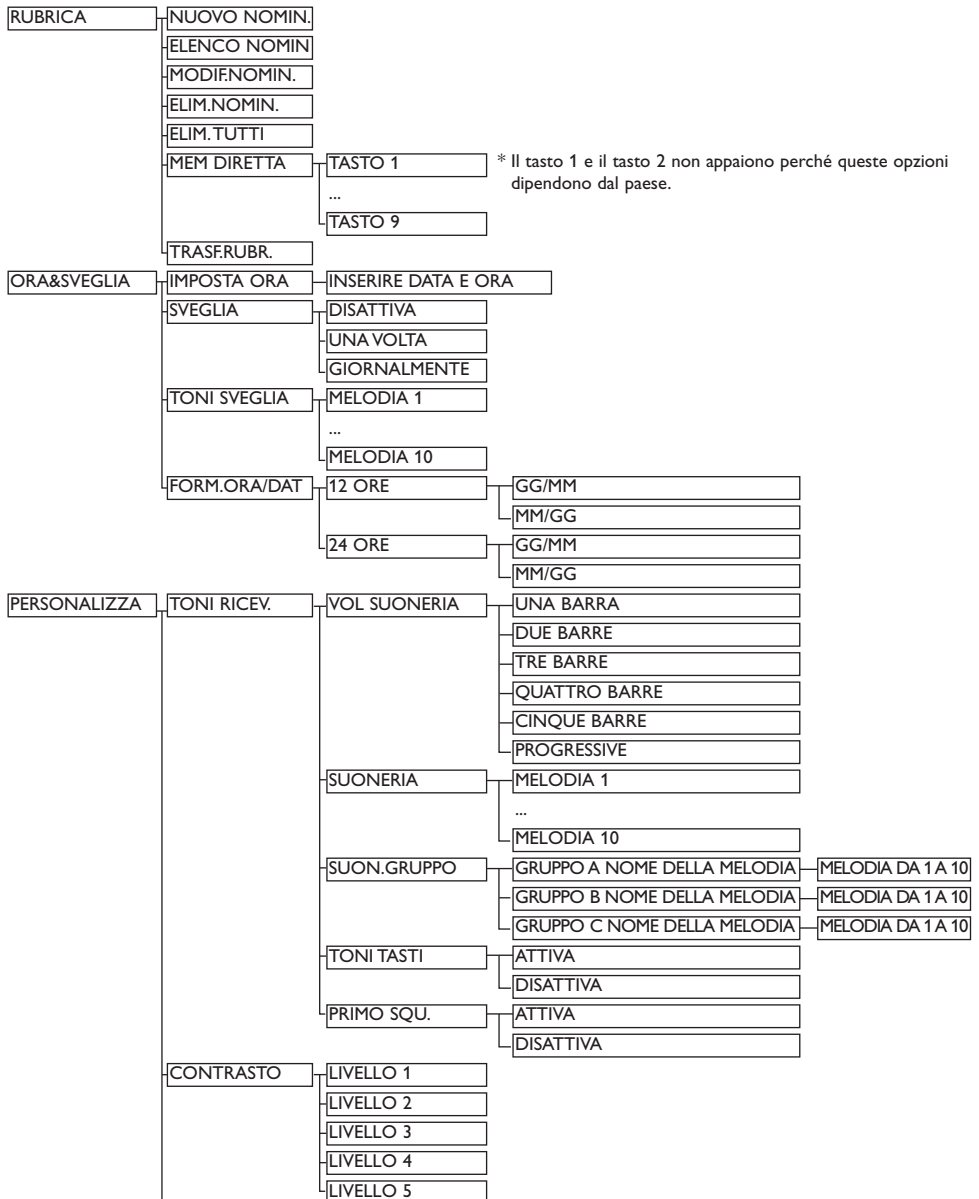 RUBRICA NUOVO NOMIN.
ELENCO NOMIN
MODIF.NOMIN.
ELIM.NOMIN.
ELIM. TUTTI
MEM DIRETTA TASTO 1 * Il tasto 1 e il tasto 2 non appaiono perché queste opzioni
... dipendono dal paese.
TASTO 9
TRASF.RUBR.
ORA&SVEGLIA IMPOSTA ORA INSERIRE DATA E ORA
SVEGLIA DISATTIVA
UNA VOLTA
GIORNALMENTE
TONI SVEGLIA MELODIA 1
...
MELODIA 10
FORM.ORA/DAT 12 ORE GG/MM
MM/GG
24 ORE GG/MM
MM/GG
PERSONALIZZA TONI RICEV. VOL SUONERIA UNA BARRA
DUE BARRE
TRE BARRE
QUATTRO BARRE
CINQUE BARRE
PROGRESSIVE
SUONERIA MELODIA 1
...
MELODIA 10
SUON.GRUPPO GRUPPO A NOME DELLA MELODIA MELODIA DA 1 A 10
GRUPPO B NOME DELLA MELODIA MELODIA DA 1 A 10
GRUPPO C NOME DELLA MELODIA MELODIA DA 1 A 10
TONI TASTI ATTIVA
DISATTIVA
PRIMO SQU. ATTIVA
DISATTIVA
CONTRASTO LIVELLO 1
LIVELLO 2
LIVELLO 3
LIVELLO 4
LIVELLO 5